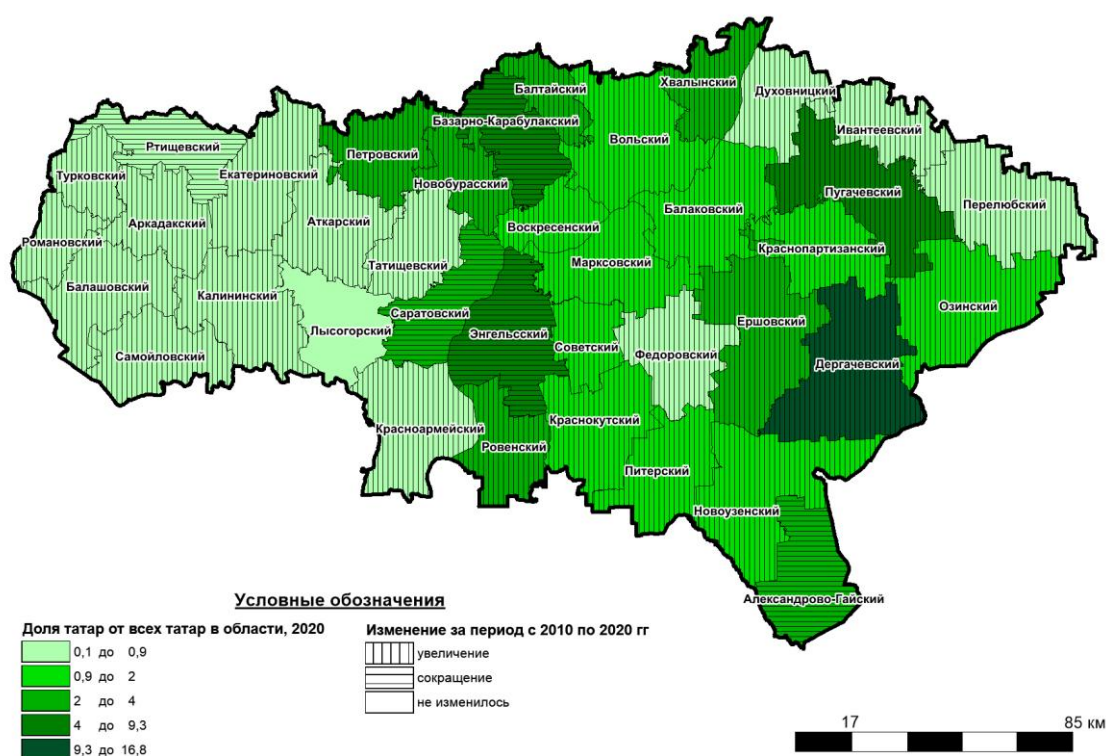 Хвалынский
Балтайский
Духовницкий
Базарно-Карабулакский
Ивантеевский
Вольский
Ртищевский
Петровский
Екатериновский
Турковский
Новобурасский
Пугачевский
Перелюбский
Аркадакский
Аткарский
Балаковский
Воскресенский
Романовский
Краснопартизанский
Татищевский
Марксовский
Балашовский
Калининский
Озинский
Саратовский
Лысогорский
Ершовский
Энгельсский
Советский
Федоровский
Самойловский
Дергачевский
Краснокутский
Красноармейский
Ровенский
Питерский
Новоузенский
Александрово-Гайский
Условные обозначения
Доля татар от всех татар в области, 2020
0,1 до 0,9
0,9 до 2
2 до 4
4 до 9,3
9,3 до 16,8
Изменение за период с 2010 по 2020 гг
увеличение
сокращение
не изменилось
17 85 км